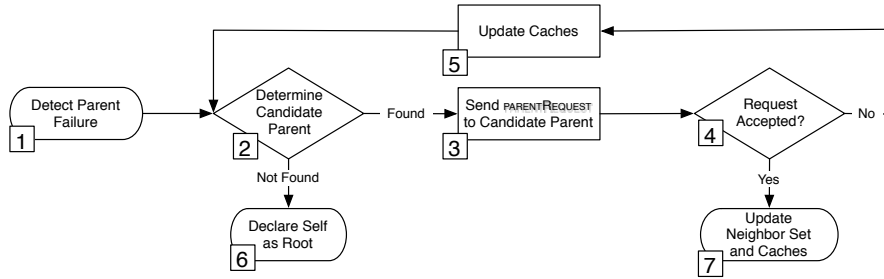 Update Caches
5
Detect Parent
Failure
1
Determine
Candidate
Parent
2
Found
Send PARENTREQUEST
to Candidate Parent
3
Request
Accepted?
4
No
Not Found
Yes
Declare Self
as Root
6
Update
Neighbor Set
and Caches
7